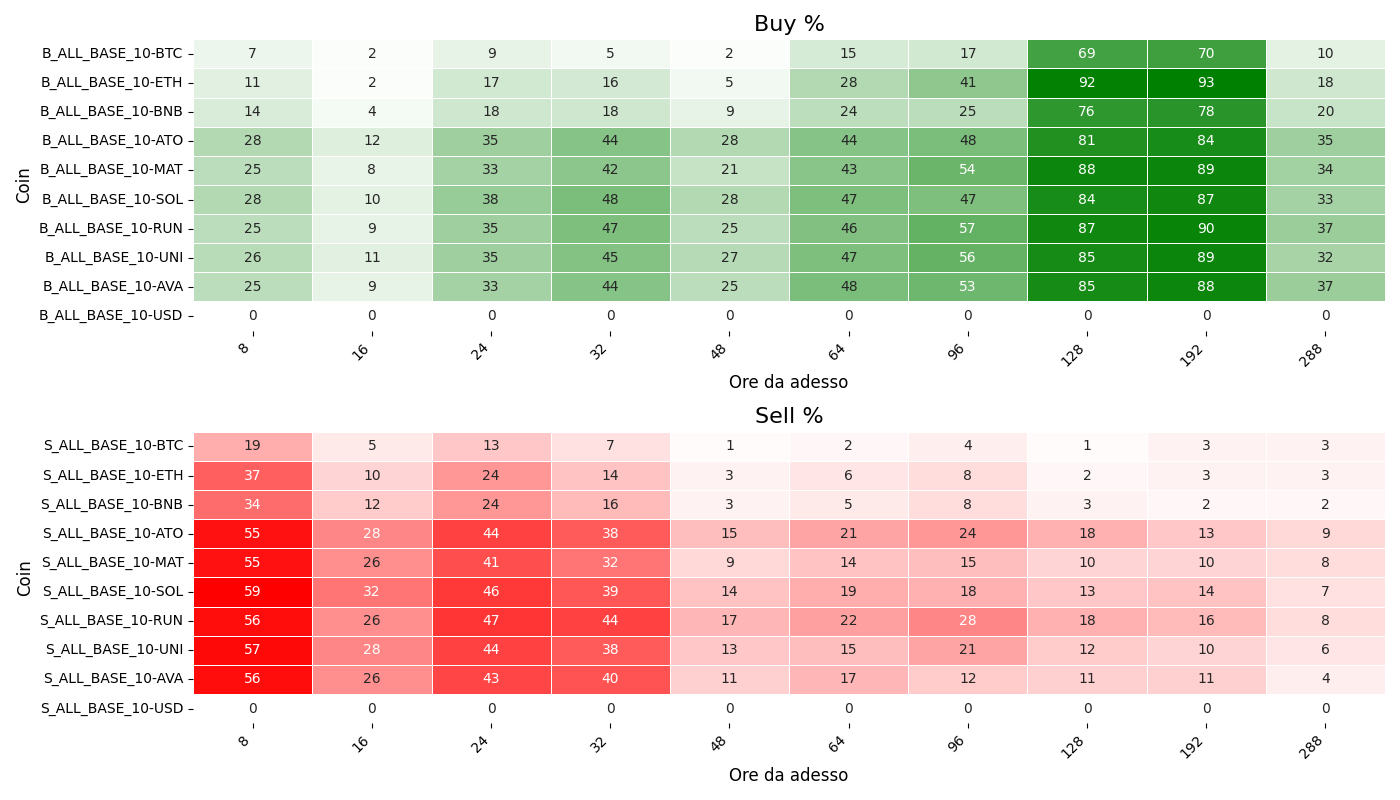 Buy %
Coin
B_ALL_BASE_10-BTC 7 2 9 5 2 15 17 69 70 10
B_ALL_BASE_10-ETH 11 2 17 16 5 28 41 92 93 18
B_ALL_BASE_10-BNB 14 4 18 18 9 24 25 76 78 20
B_ALL_BASE_10-ATO 28 12 35 44 28 44 48 81 84 35
B_ALL_BASE_10-MAT 25 8 33 42 21 43 54 88 89 34
B_ALL_BASE_10-SOL 28 10 38 48 28 47 47 84 87 33
B_ALL_BASE_10-RUN 25 9 35 47 25 46 57 87 90 37
B_ALL_BASE_10-UNI 26 11 35 45 27 47 56 85 89 32
B_ALL_BASE_10-AVA 25 9 33 44 25 48 53 85 88 37
B_ALL_BASE_10-USD 0 0 0 0 0 0 0 0 0 0
8 16 24 32 48 64 96 128 192 288
Ore da adesso
Sell %
Coin
S_ALL_BASE_10-BTC 19 5 13 7 1 2 4 1 3 3
S_ALL_BASE_10-ETH 37 10 24 14 3 6 8 2 3 3
S_ALL_BASE_10-BNB 34 12 24 16 3 5 8 3 2 2
S_ALL_BASE_10-ATO 55 28 44 38 15 21 24 18 13 9
S_ALL_BASE_10-MAT 55 26 41 32 9 14 15 10 10 8
S_ALL_BASE_10-SOL 59 32 46 39 14 19 18 13 14 7
S_ALL_BASE_10-RUN 56 26 47 44 17 22 28 18 16 8
S_ALL_BASE_10-UNI 57 28 44 38 13 15 21 12 10 6
S_ALL_BASE_10-AVA 56 26 43 40 11 17 12 11 11 4
S_ALL_BASE_10-USD 0 0 0 0 0 0 0 0 0 0
8 16 24 32 48 64 96 128 192 288
Ore da adesso